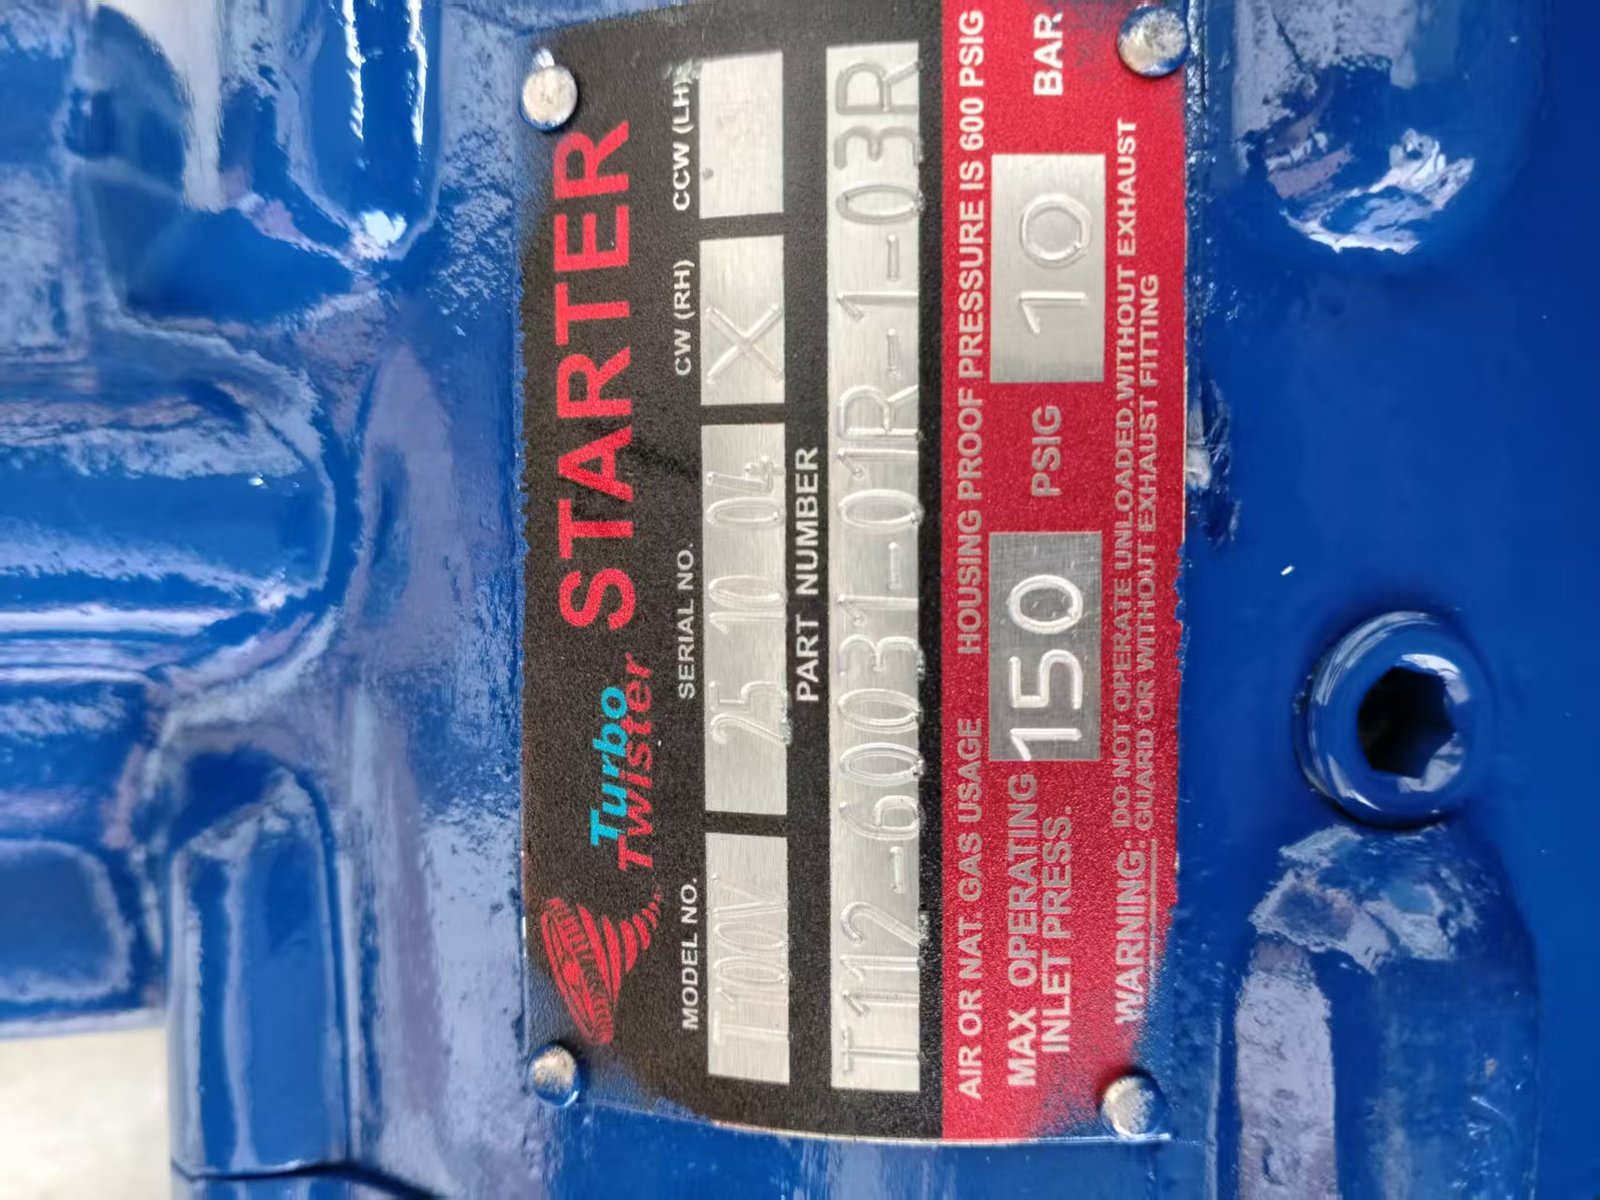 Turbo
Twister STARTER
MODEL NO. SERIAL NO. CW (RH) CCW (LH)
T100V 25 10 04 X
PART NUMBER
T112-60031-01R-1-03R
AIR OR NAT. GAS USAGE HOUSING PROOF PRESSURE IS 600 PSIG
MAX OPERATING
INLET PRESS. 150 PSIG 10 BAR
WARNING: DO NOT OPERATE UNLOADED.WITHOUT EXHAUST
GUARD OR WITHOUT EXHAUST FITTING